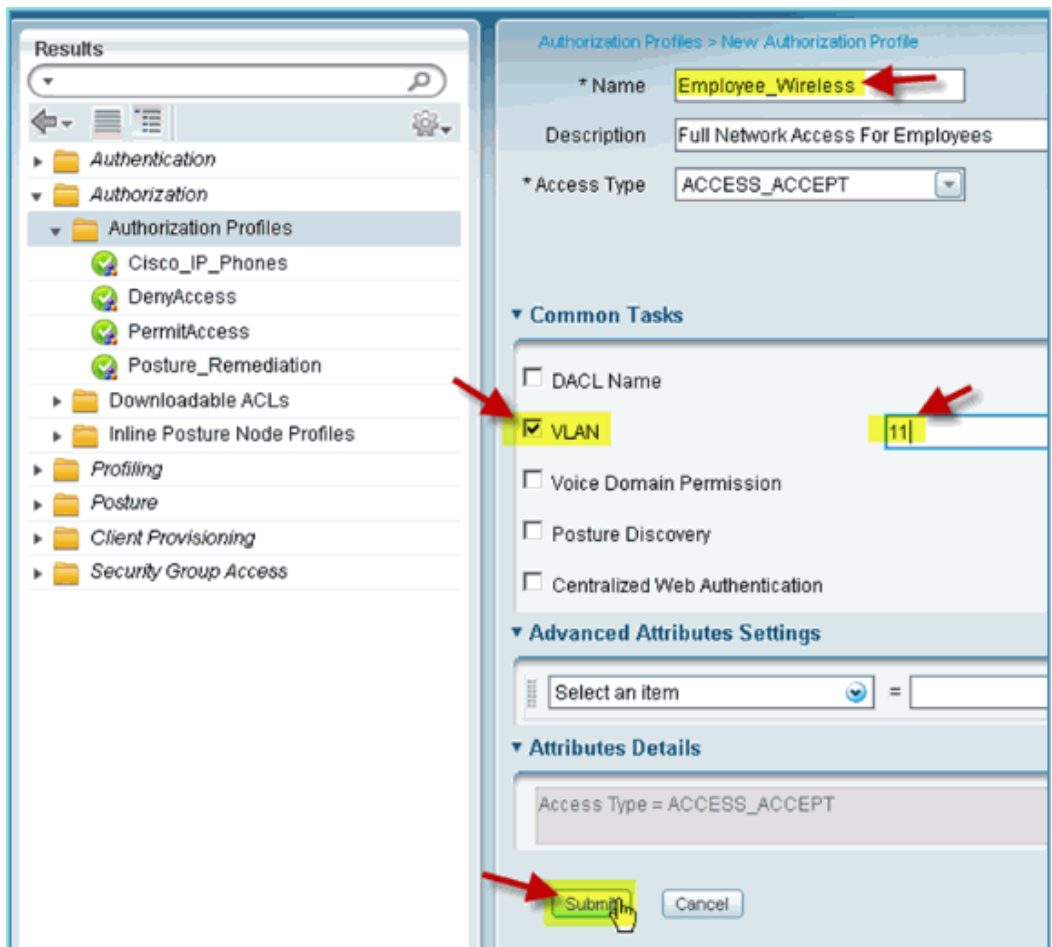 Results
Authentication
Authorization
Authorization Profiles
Cisco_IP_Phones
DenyAccess
PermitAccess
Posture_Remediation
Downloadable ACLs
Inline Posture Node Profiles
Profiling
Posture
Client Provisioning
Security Group Access
Authorization Profiles > New Authorization Profile
* Name Employee_Wireless
Description Full Network Access For Employees
* Access Type ACCESS_ACCEPT
Common Tasks
DACL Name
VLAN 11
Voice Domain Permission
Posture Discovery
Centralized Web Authentication
Advanced Attributes Settings
Select an item =
Attributes Details
Access Type = ACCESS_ACCEPT
Submit Cancel